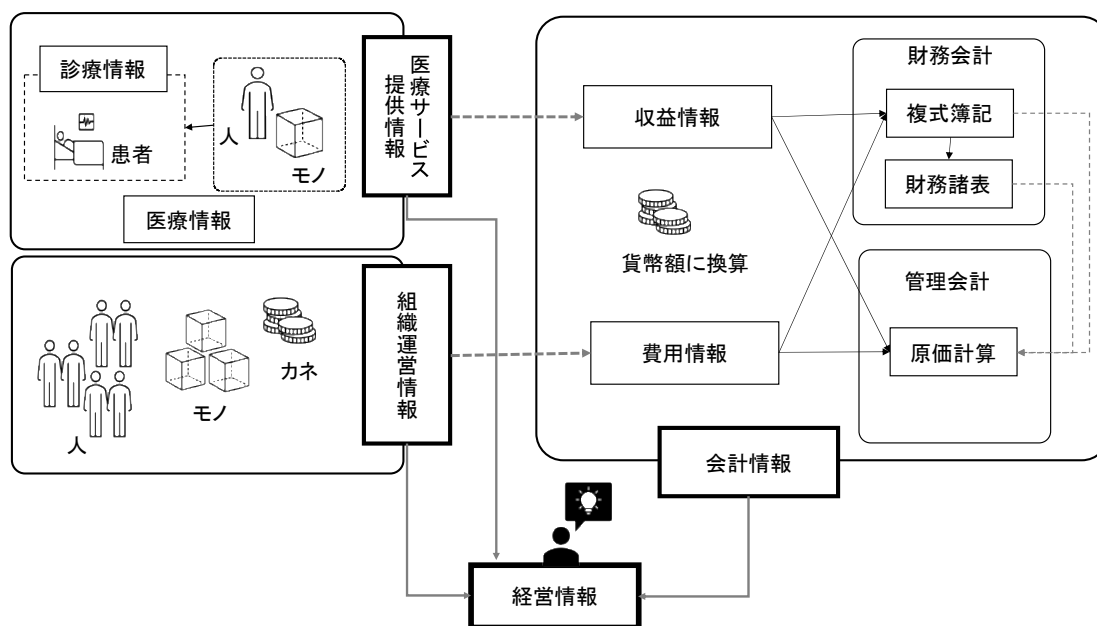 診療情報
患者
人
モノ
医療情報
医療サービス
提供情報
人
モノ
カネ
組織運営情報
収益情報
貨幣額に換算
費用情報
財務会計
複式簿記
財務諸表
管理会計
原価計算
会計情報
経営情報